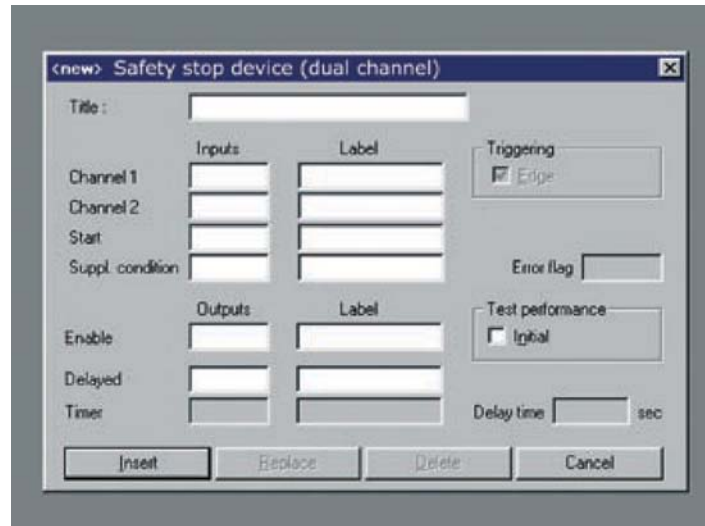 <new> Safety stop device (dual channel)
Title :
Inputs Label Triggering
Channel 1 Edge
Channel 2
Start
Suppl. condition Error flag
Outputs Label Test performance
Enable Initial
Delayed
Timer Delay time sec
Insert Replace Delete Cancel